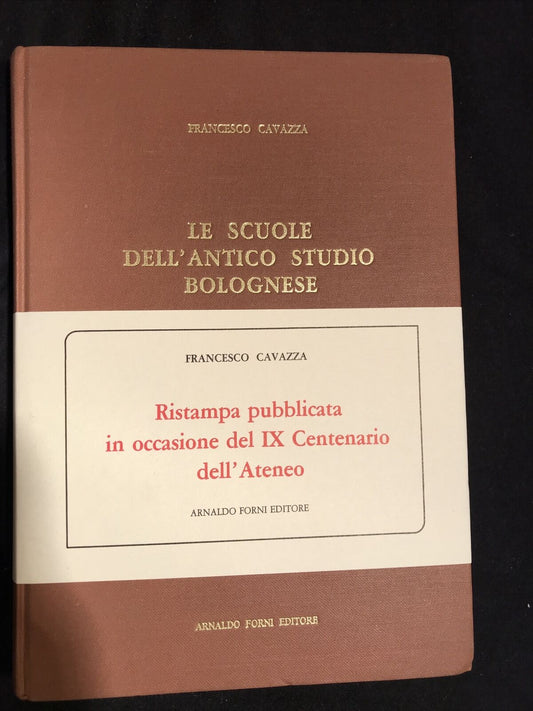 FRANCESCO CAVAZZA
LE SCUOLE
DELL'ANTICO STUDIO
BOLOGNESE
FRANCESCO CAVAZZA
Ristampa pubblicata
in occasione del IX Centenario
dell'Ateneo
ARNALDO FORNI EDITORE
ARNALDO FORNI EDITORE